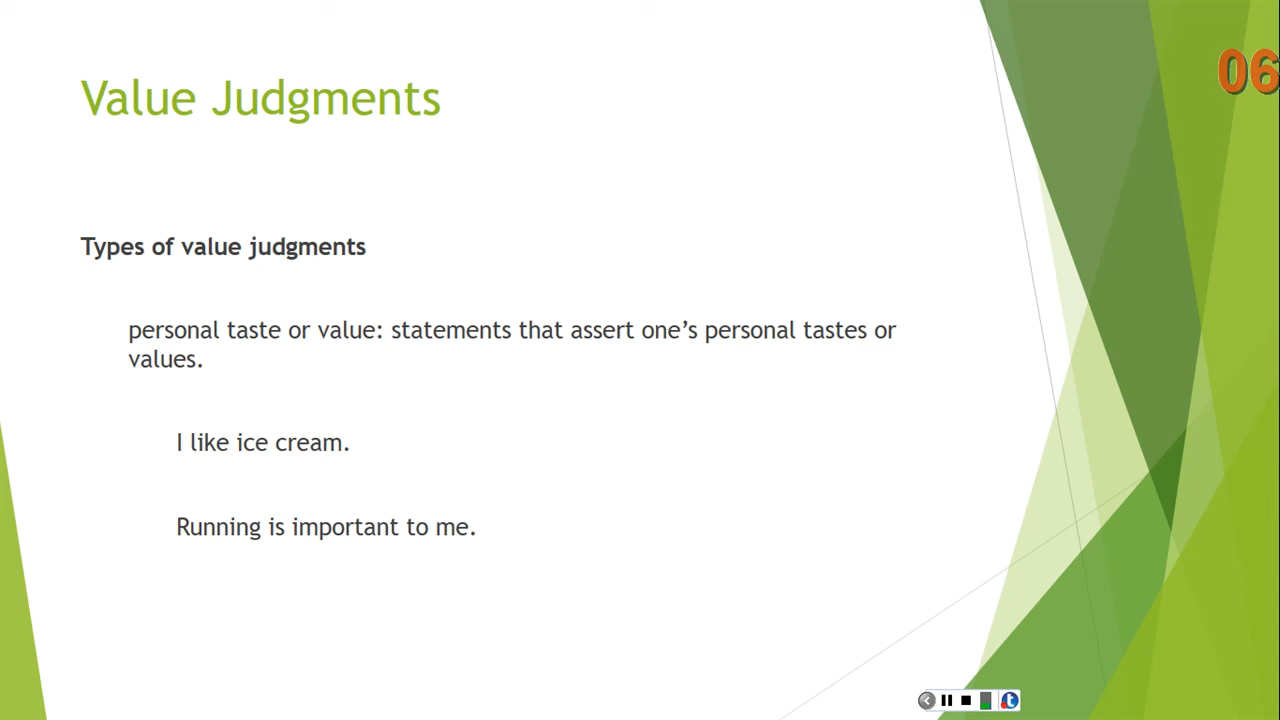 06
Value Judgments
Types of value judgments
personal taste or value: statements that assert one’s personal tastes or
values.
I like ice cream.
Running is important to me.
t